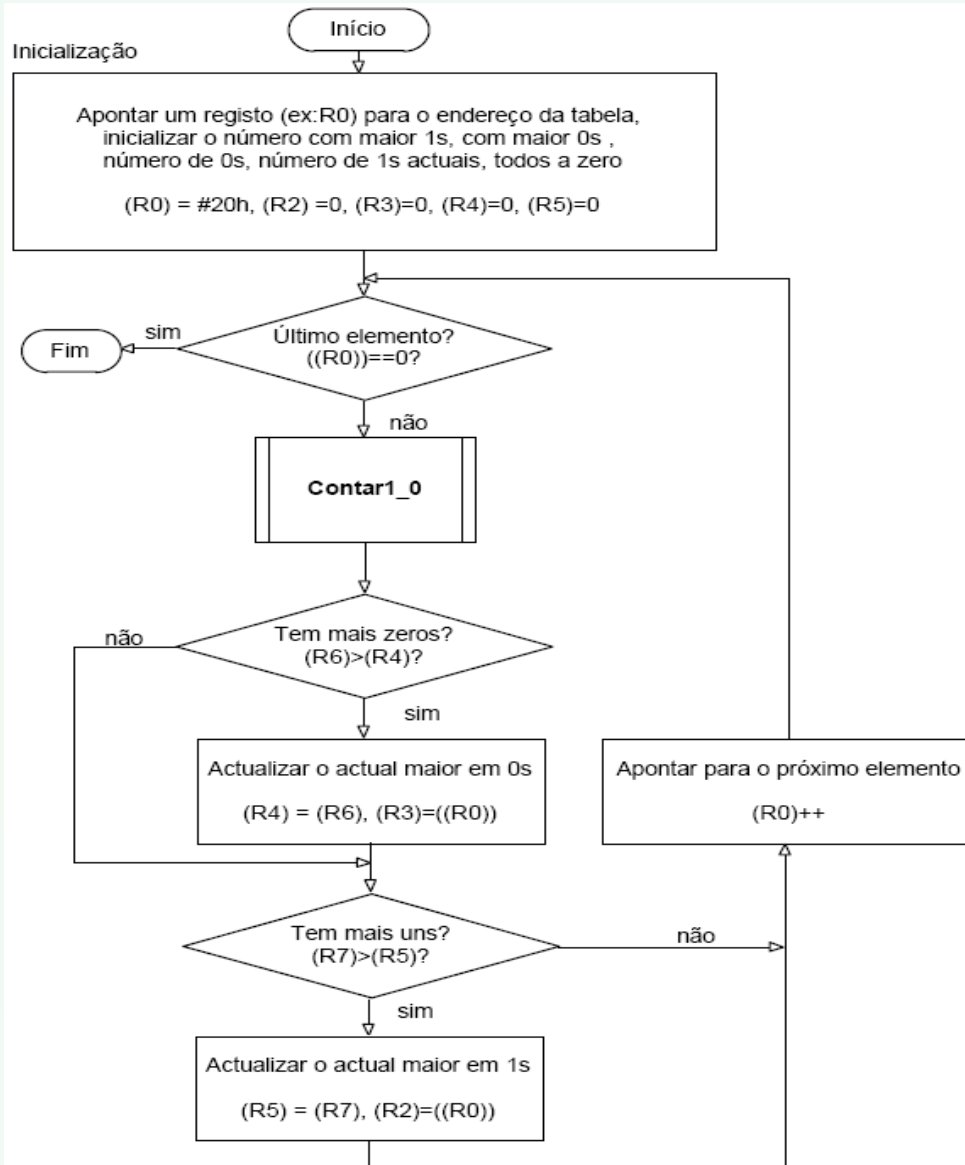 Início
Inicialização
Apontar um registo (ex:R0) para o endereço da tabela,
inicializar o número com maior 1s, com maior 0s ,
número de 0s, número de 1s actuais, todos a zero
(R0) = #20h, (R2) =0, (R3)=0, (R4)=0, (R5)=0
Último elemento?
((R0))==0?
sim
Fim
não
Contar1_0
Tem mais zeros?
(R6)>(R4)?
não
sim
Actualizar o actual maior em 0s
(R4) = (R6), (R3)=((R0))
Apontar para o próximo elemento
(R0)++
Tem mais uns?
(R7)>(R5)?
não
sim
Actualizar o actual maior em 1s
(R5) = (R7), (R2)=((R0))